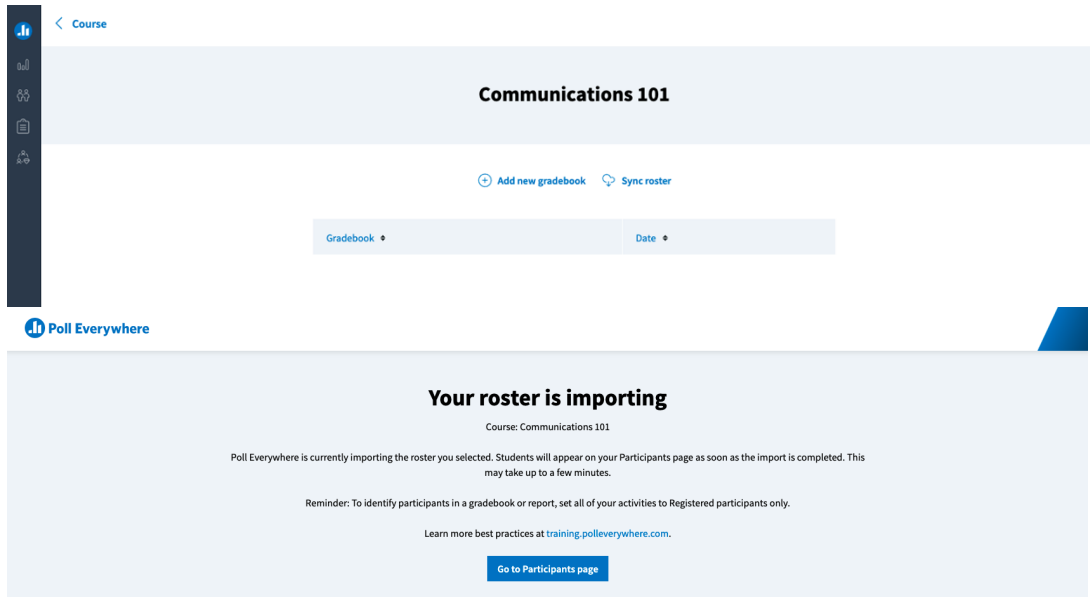 Course
Communications 101
Add new gradebook Sync roster
Gradebook Date
Poll Everywhere
Your roster is importing
Course: Communications 101
Poll Everywhere is currently importing the roster you selected. Students will appear on your Participants page as soon as the import is completed. This
may take up to a few minutes.
Reminder: To identify participants in a gradebook or report, set all of your activities to Registered participants only.
Learn more best practices at training.polleverywhere.com.
Go to Participants page